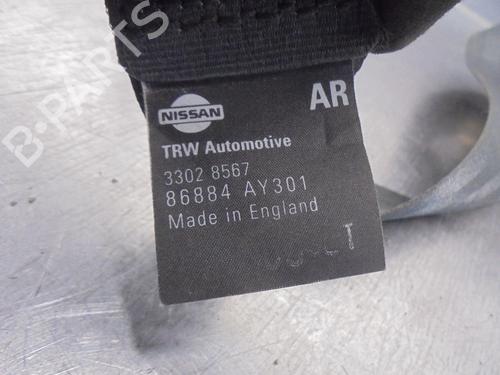 NISSAN
AR
TRW Automotive
3302 8567
86884 AY301
Made in England
B-PARTS